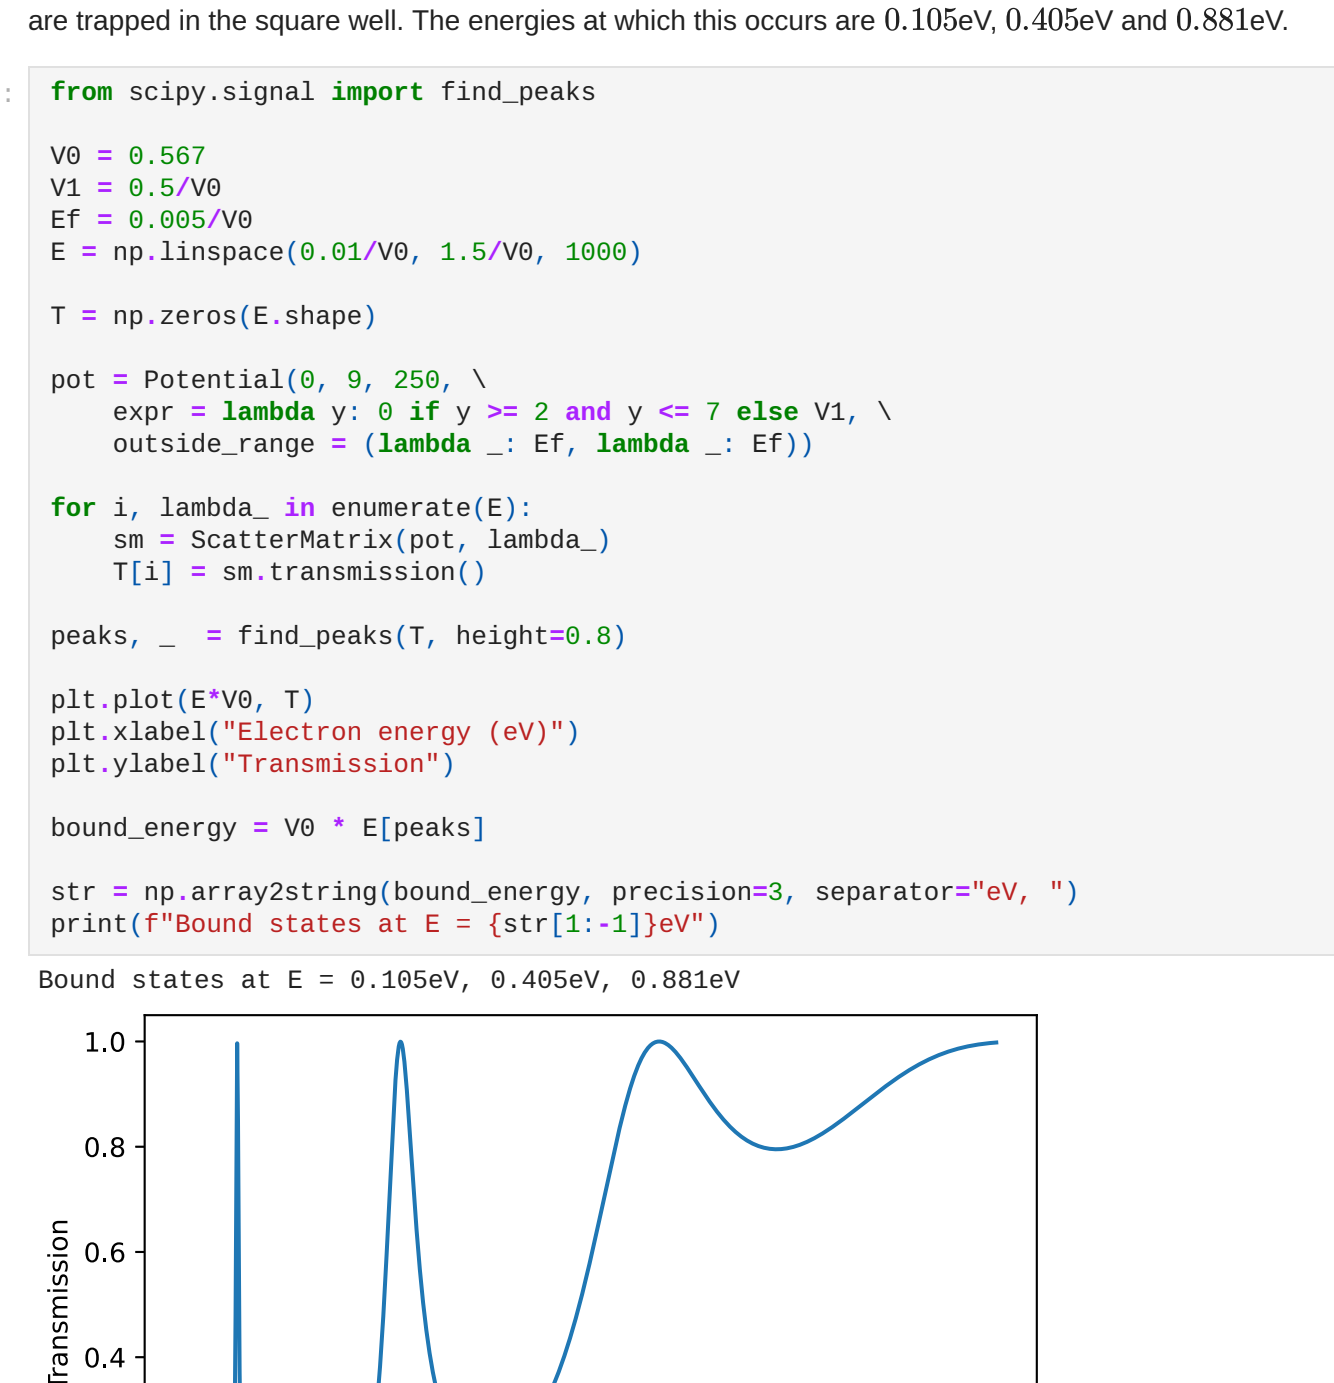 are trapped in the square well. The energies at which this occurs are 0.105eV, 0.405eV and 0.881eV.
:
from scipy.signal import find_peaks
V0 = 0.567
V1 = 0.5/V0
Ef = 0.005/V0
E = np.linspace(0.01/V0, 1.5/V0, 1000)
T = np.zeros(E.shape)
pot = Potential(0, 9, 250, \
    expr = lambda y: 0 if y >= 2 and y <= 7 else V1, \
    outside_range = (lambda _: Ef, lambda _: Ef))
for i, lambda_ in enumerate(E):
    sm = ScatterMatrix(pot, lambda_)
    T[i] = sm.transmission()
peaks, _  = find_peaks(T, height=0.8)
plt.plot(E*V0, T)
plt.xlabel("Electron energy (eV)")
plt.ylabel("Transmission")
bound_energy = V0 * E[peaks]
str = np.array2string(bound_energy, precision=3, separator="eV, ")
print(f"Bound states at E = {str[1:-1]}eV")
Bound states at E = 0.105eV, 0.405eV, 0.881eV
1.0
0.8
0.6
0.4
Transmission